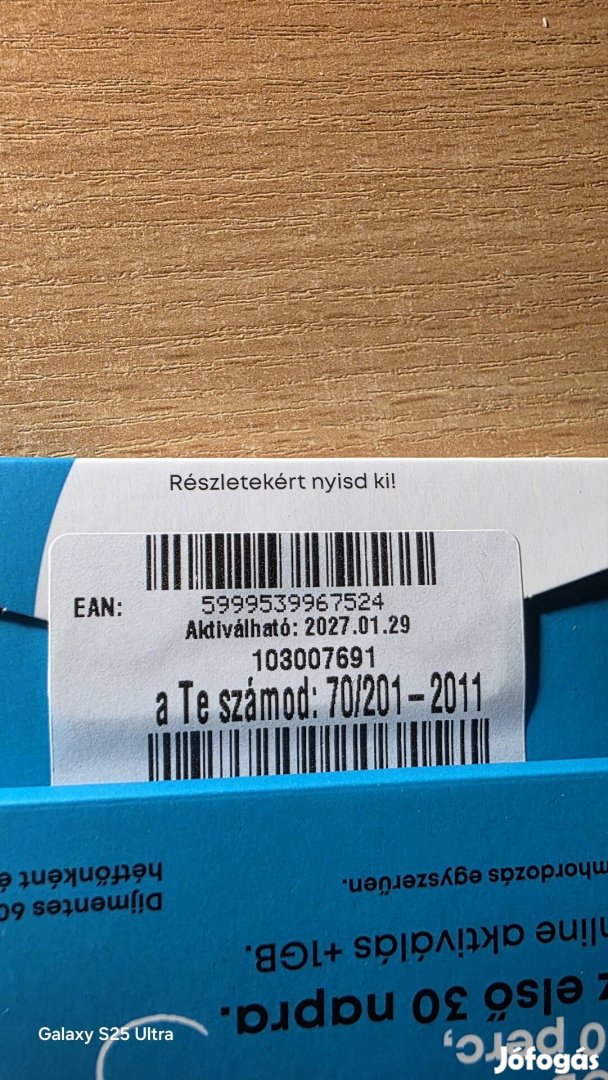 Részletekért nyisd ki!
EAN:
5999539967524
Aktiválható: 2027.01.29
103007691
a Te számod: 70/201-2011
z első 30 napra.
nline aktiválás +1GB.
mhordozás egyszerűen.
Díjmentes 60
hétfőnként é
0 perc,
Galaxy S25 Ultra
Jófogás